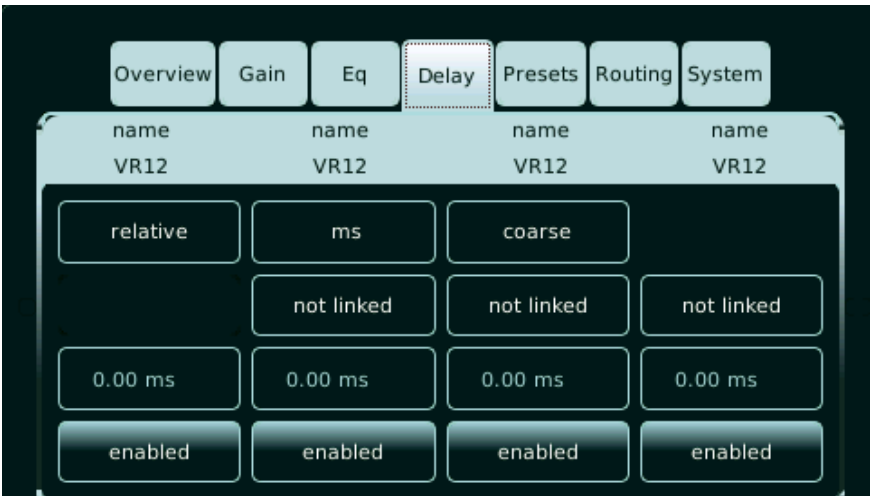 Overview Gain Eq Delay Presets Routing System
name name name name
VR12 VR12 VR12 VR12
relative ms coarse
not linked not linked not linked
0.00 ms 0.00 ms 0.00 ms 0.00 ms
enabled enabled enabled enabled